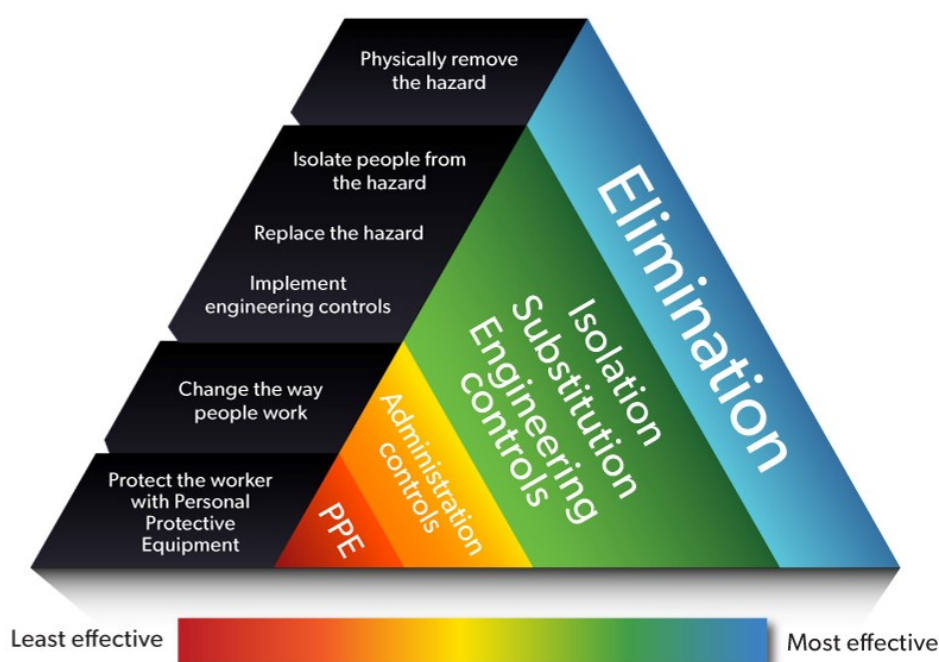 Physically remove
the hazard
Isolate people from
the hazard
Replace the hazard
Implement
engineering controls
Change the way
people work
Protect the worker
with Personal
Protective
Equipment
Elimination
Isolation
Substitution
Engineering
controls
Administration
controls
PPE
Least effective
Most effective